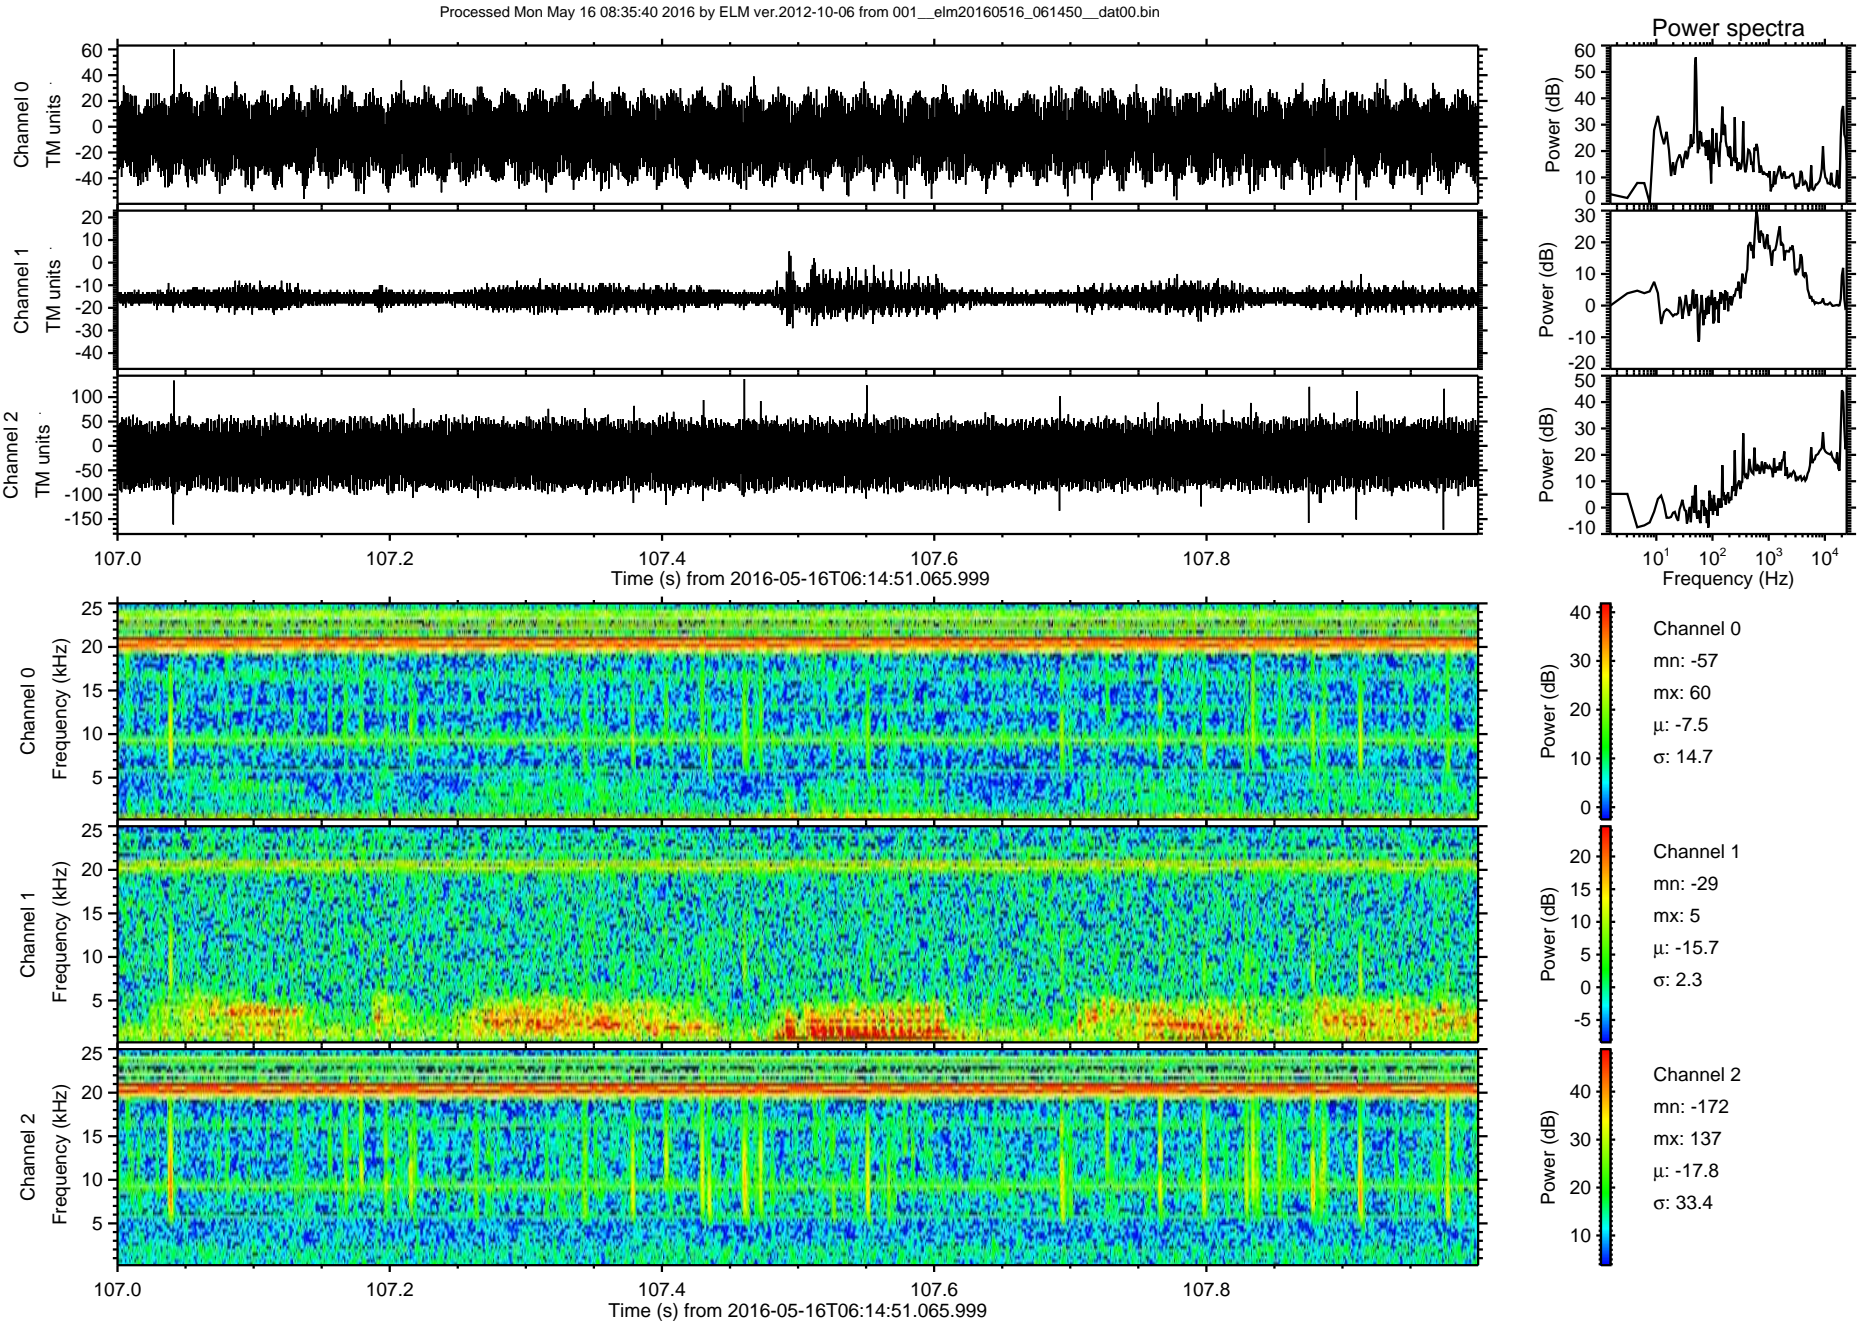 Processed Mon May 16 08:35:40 2016 by ELM ver.2012-10-06 from 001__elm20160516_061450__dat00.bin
Power spectra
Channel 0
TM units
60
40
20
0
-20
-40
Power (dB)
60
50
40
30
20
10
0
Channel 1
TM units
20
10
0
-10
-20
-30
-40
Power (dB)
30
20
10
0
-10
-20
Channel 2
TM units
100
50
0
-50
-100
-150
Power (dB)
50
40
30
20
10
0
-10
107.0 107.2 107.4 107.6 107.8
Time (s) from 2016-05-16T06:14:51.065.999
10¹ 10² 10³ 10⁴
Frequency (Hz)
Channel 0
Frequency (kHz)
25
20
15
10
5
Power (dB)
40
30
20
10
0
Channel 0
mn: -57
mx: 60
μ: -7.5
σ: 14.7
Channel 1
Frequency (kHz)
25
20
15
10
5
Power (dB)
20
15
10
5
0
-5
Channel 1
mn: -29
mx: 5
μ: -15.7
σ: 2.3
Channel 2
Frequency (kHz)
25
20
15
10
5
Power (dB)
40
30
20
10
Channel 2
mn: -172
mx: 137
μ: -17.8
σ: 33.4
107.0 107.2 107.4 107.6 107.8
Time (s) from 2016-05-16T06:14:51.065.999